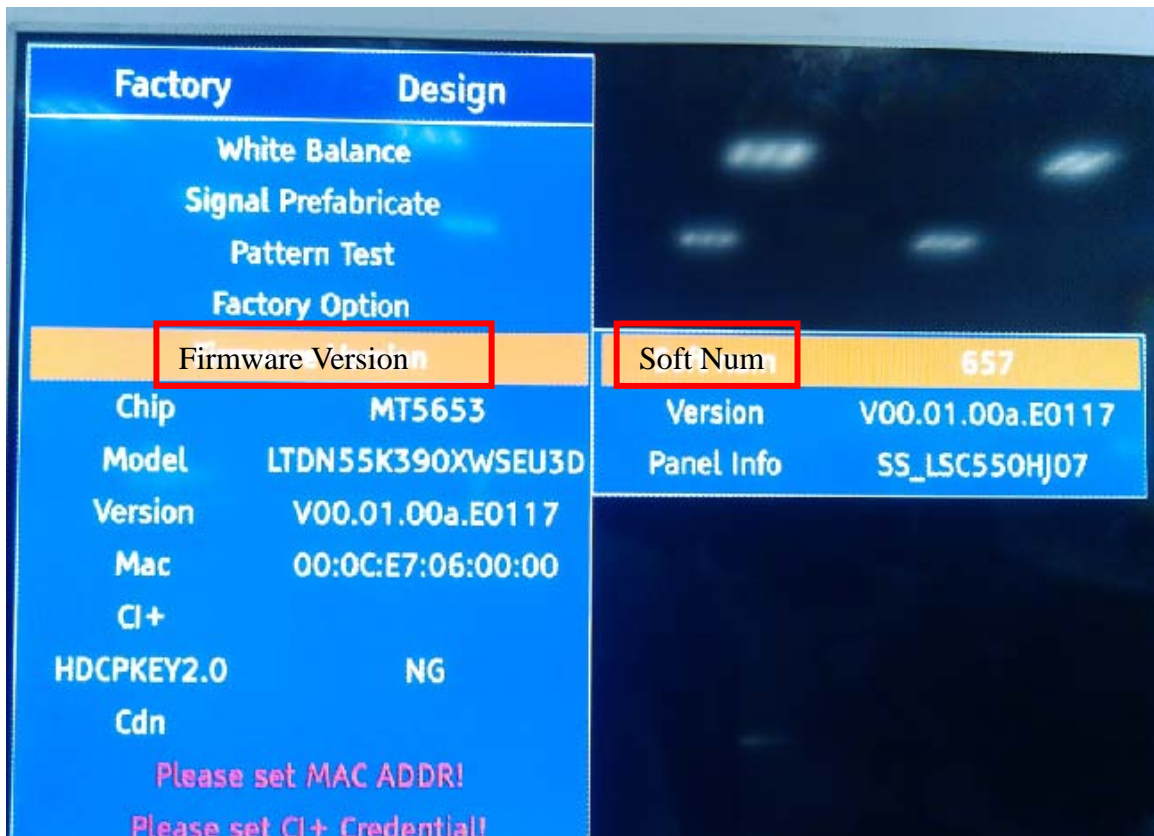 Factory Design
White Balance
Signal Prefabricate
Pattern Test
Factory Option
Firmware Version
Chip MT5653
Model LTDN55K390XWSEU3D
Version V00.01.00a.E0117
Mac 00:0C:E7:06:00:00
CI+
HDCPKEY2.0 NG
Cdn
Please set MAC ADDR!
Please set CI+ Credential!
Soft Num 657
Version V00.01.00a.E0117
Panel Info SS_LSC550HJ07